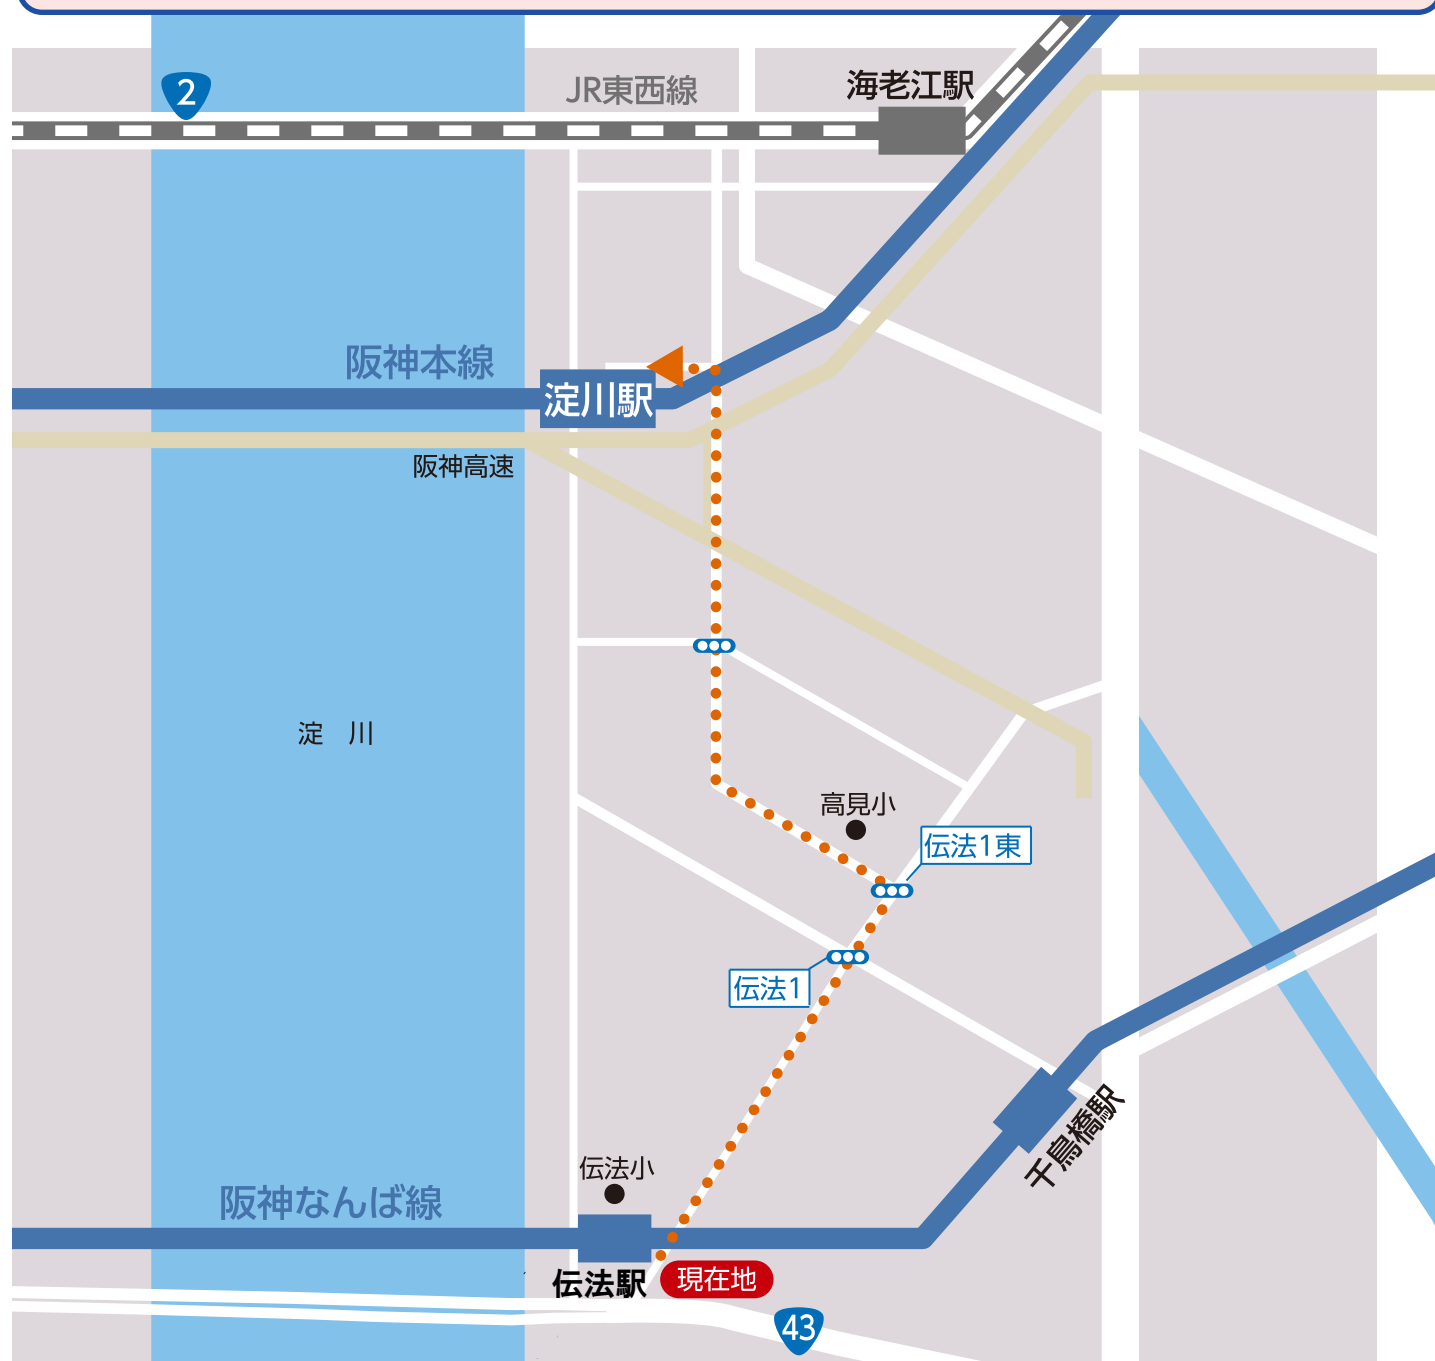 2
JR東西線
海老江駅
阪神本線
淀川駅
阪神高速
淀　川
高見小
伝法1東
伝法1
千鳥橋駅
伝法小
阪神なんば線
伝法駅
現在地
43